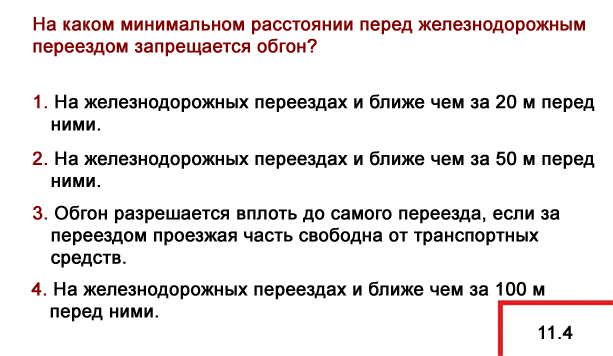 На каком минимальном расстоянии перед железнодорожным
переездом запрещается обгон?
1. На железнодорожных переездах и ближе чем за 20 м перед
ними.
2. На железнодорожных переездах и ближе чем за 50 м перед
ними.
3. Обгон разрешается вплоть до самого переезда, если за
переездом проезжая часть свободна от транспортных
средств.
4. На железнодорожных переездах и ближе чем за 100 м
перед ними.
11.4